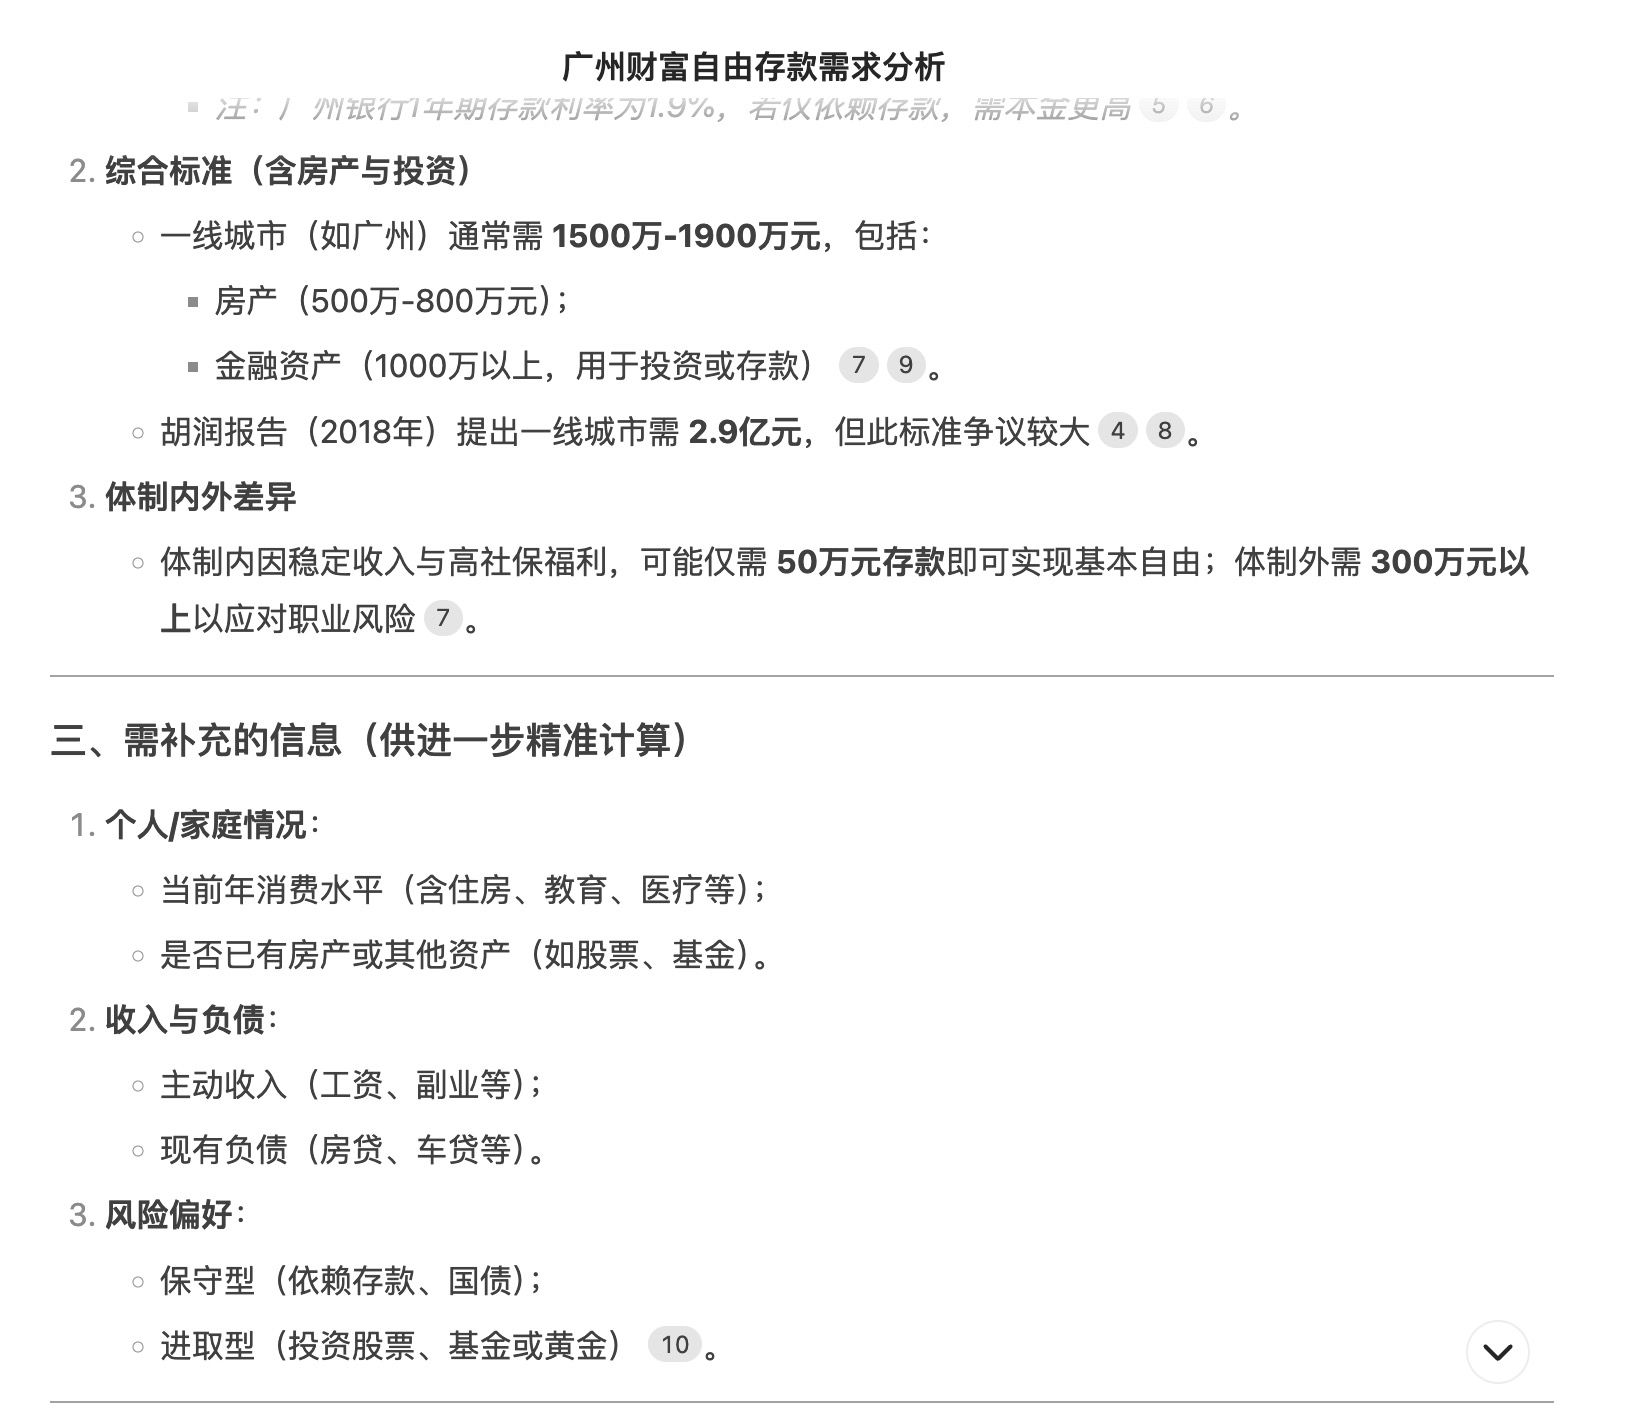 广州财富自由存款需求分析
注：广州银行1年期存款利率为1.9%，若仅依赖存款，需本金更高 5 6 。
2. 综合标准（含房产与投资）
一线城市（如广州）通常需 1500万-1900万元，包括：
房产（500万-800万元）；
金融资产（1000万以上，用于投资或存款） 7 9 。
胡润报告（2018年）提出一线城市需 2.9亿元，但此标准争议较大 4 8 。
3. 体制内外差异
体制内因稳定收入与高社保福利，可能仅需 50万元存款即可实现基本自由；体制外需 300万元以
上以应对职业风险 7 。
三、需补充的信息（供进一步精准计算）
1. 个人/家庭情况：
当前年消费水平（含住房、教育、医疗等）；
是否已有房产或其他资产（如股票、基金）。
2. 收入与负债：
主动收入（工资、副业等）；
现有负债（房贷、车贷等）。
3. 风险偏好：
保守型（依赖存款、国债）；
进取型（投资股票、基金或黄金） 10 。